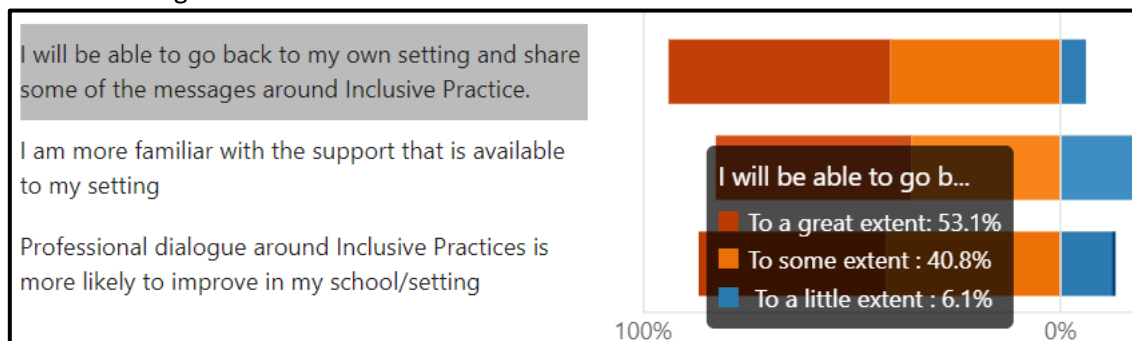 I will be able to go back to my own setting and share
some of the messages around Inclusive Practice.
I am more familiar with the support that is available
to my setting
Professional dialogue around Inclusive Practices is
more likely to improve in my school/setting
I will be able to go b...
To a great extent: 53.1%
To some extent : 40.8%
To a little extent : 6.1%
100%
0%